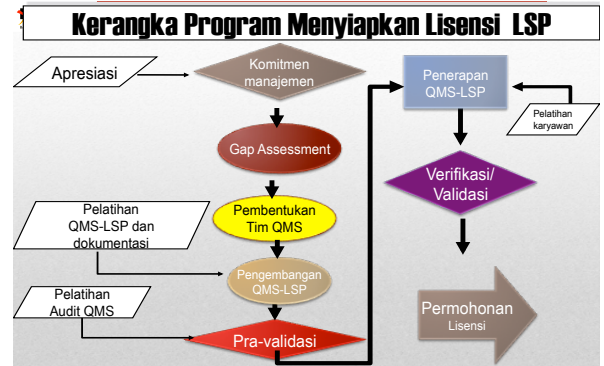 Kerangka Program Menyiapkan Lisensi LSP
Apresiasi
Komitmen
manajemen
Gap Assessment
Pembentukan
Tim QMS
Pelatihan
QMS-LSP dan
dokumentasi
Pengembangan
QMS-LSP
Pelatihan
Audit QMS
Pra-validasi
Penerapan
QMS-LSP
Pelatihan
karyawan
Verifikasi/
Validasi
Permohonan
Lisensi